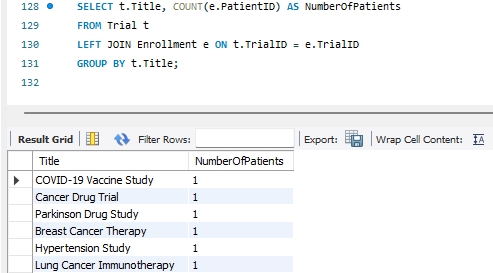 128 SELECT t.Title, COUNT(e.PatientID) AS NumberOfPatients
129 FROM Trial t
130 LEFT JOIN Enrollment e ON t.TrialID = e.TrialID
131 GROUP BY t.Title;
132
Result Grid Filter Rows: Export: Wrap Cell Content:
Title NumberOfPatients
COVID-19 Vaccine Study 1
Cancer Drug Trial 1
Parkinson Drug Study 1
Breast Cancer Therapy 1
Hypertension Study 1
Lung Cancer Immunotherapy 1